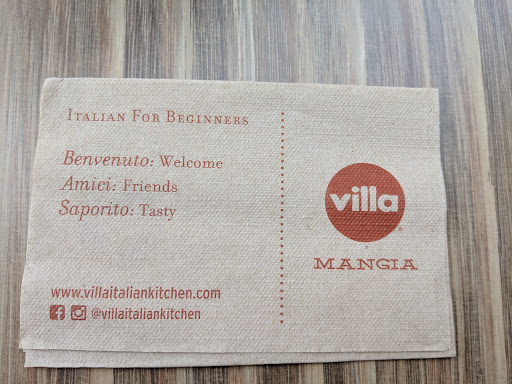 Italian For Beginners
Benvenuto: Welcome
Amici: Friends
Saporito: Tasty
www.villaitaliankitchen.com
@villaitaliankitchen
villa
MANGIA